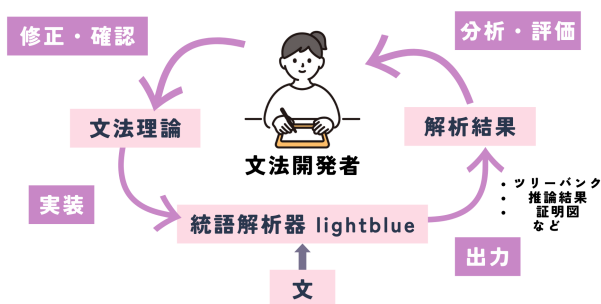 修正・確認
分析・評価
文法理論
解析結果
文法開発者
実装
・ツリーバンク
・推論結果
・証明図
など
統語解析器 lightblue
出力
文